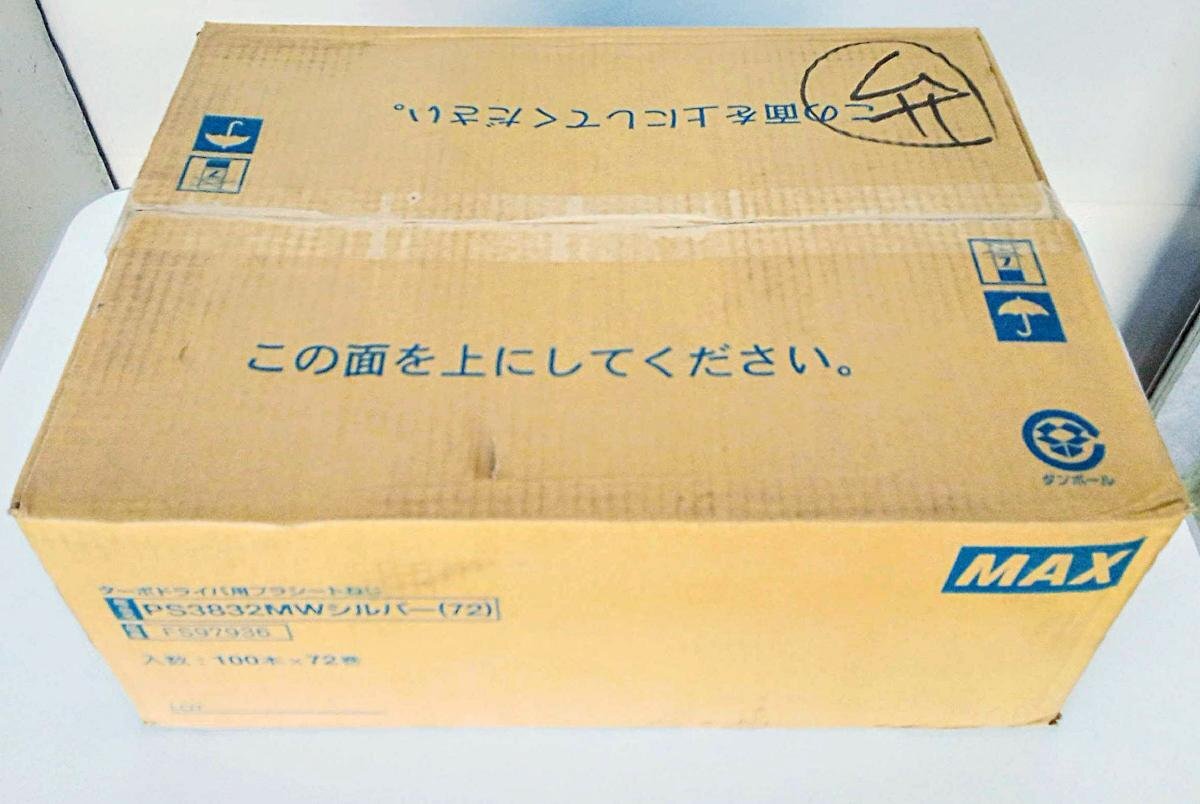 この面を上にしてください。
7
7
この面を上にしてください。
ダンボール
MAX
ターボドライバ用プラシートねじ
PS3832MWシルバー(72)
FS97936
入数:100本×72巻
LOT